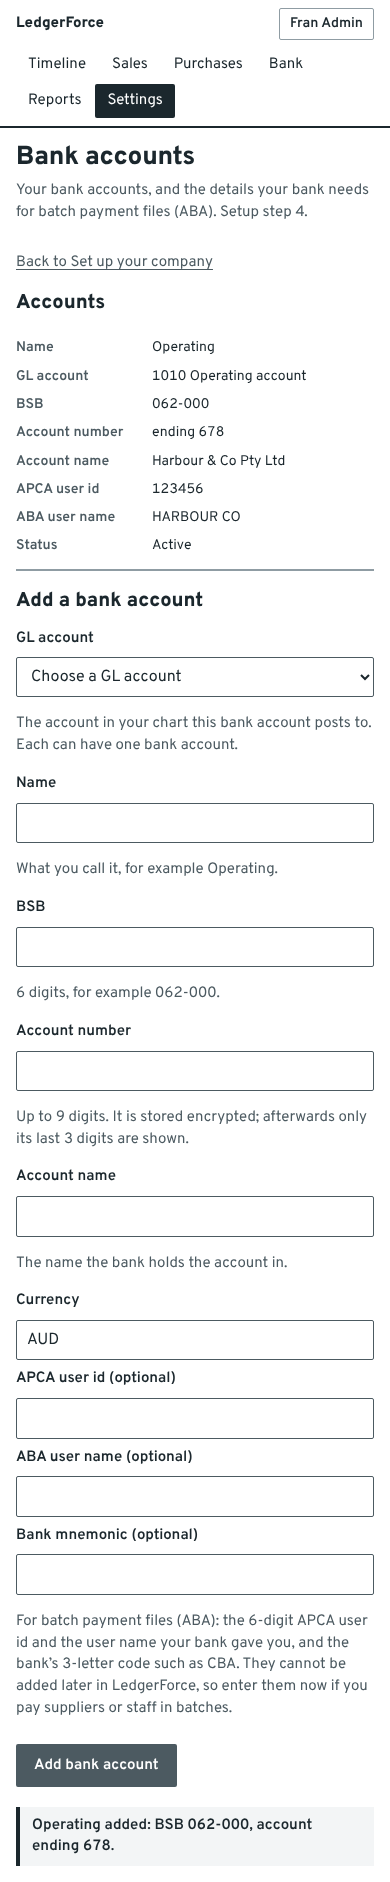 LedgerForce
Fran Admin
Timeline Sales Purchases Bank
Reports Settings
Bank accounts
Your bank accounts, and the details your bank needs
for batch payment files (ABA). Setup step 4.
Back to Set up your company
Accounts
Name Operating
GL account 1010 Operating account
BSB 062-000
Account number ending 678
Account name Harbour & Co Pty Ltd
APCA user id 123456
ABA user name HARBOUR CO
Status Active
Add a bank account
GL account
Choose a GL account
The account in your chart this bank account posts to.
Each can have one bank account.
Name
What you call it, for example Operating.
BSB
6 digits, for example 062-000.
Account number
Up to 9 digits. It is stored encrypted; afterwards only
its last 3 digits are shown.
Account name
The name the bank holds the account in.
Currency
AUD
APCA user id (optional)
ABA user name (optional)
Bank mnemonic (optional)
For batch payment files (ABA): the 6-digit APCA user
id and the user name your bank gave you, and the
bank’s 3-letter code such as CBA. They cannot be
added later in LedgerForce, so enter them now if you
pay suppliers or staff in batches.
Add bank account
Operating added: BSB 062-000, account
ending 678.